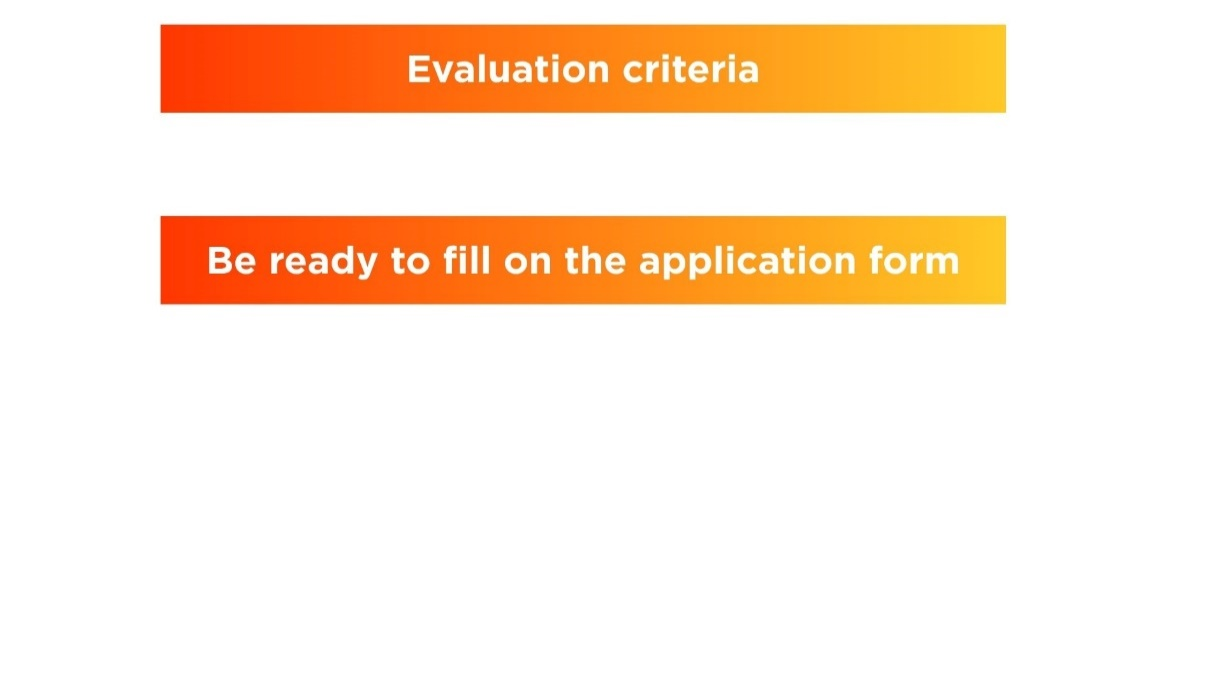 Evaluation criteria
Be ready to fill on the application form